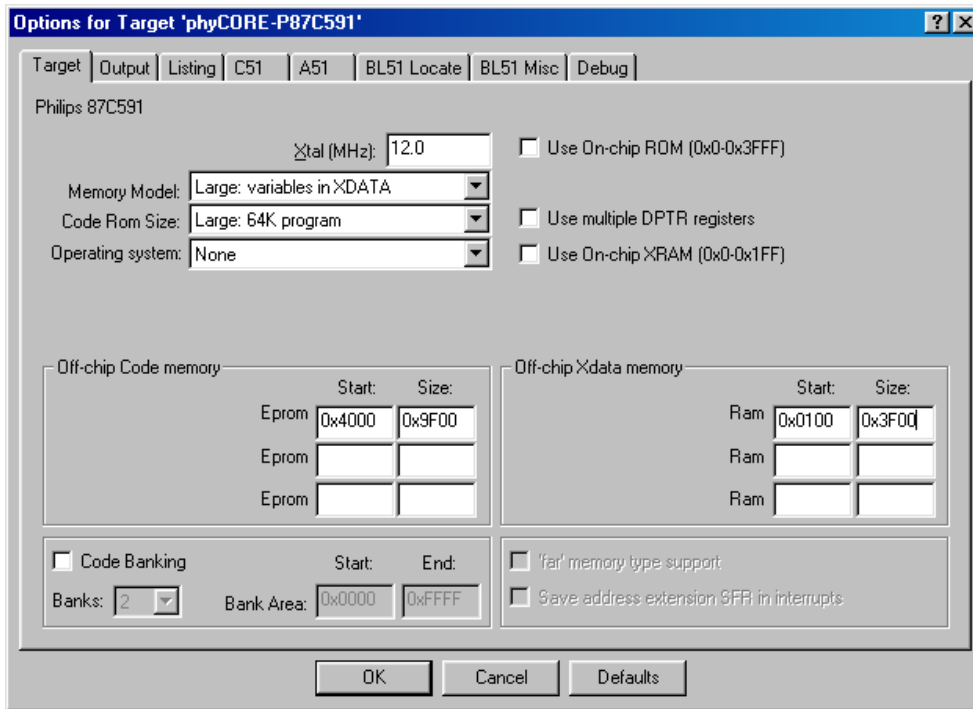 Options for Target 'phyCORE-P87C591'
Target Output Listing C51 A51 BL51 Locate BL51 Misc Debug
Philips 87C591
Xtal (MHz): 12.0 Use On-chip ROM (0x0-0x3FFF)
Memory Model: Large: variables in XDATA
Code Rom Size: Large: 64K program Use multiple DPTR registers
Operating system: None Use On-chip XRAM (0x0-0x1FF)
Off-chip Code memory
Start: Size:
Eprom 0x4000 0x9F00
Eprom
Eprom
Off-chip Xdata memory
Start: Size:
Ram 0x0100 0x3F00
Ram
Ram
Code Banking Start: End:
Banks: 2 Bank Area: 0x0000 0xFFFF
'far' memory type support
Save address extension SFR in interrupts
OK Cancel Defaults